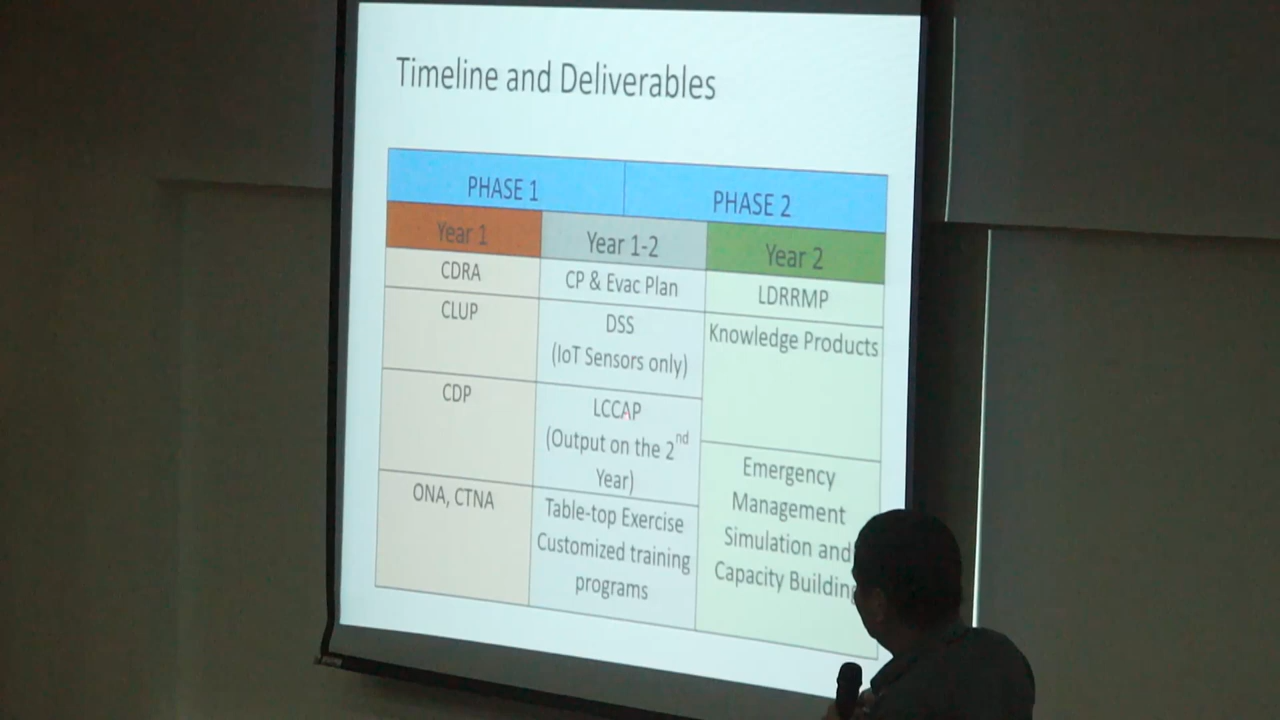 Timeline and Deliverables
PHASE 1
PHASE 2
Year 1
Year 1-2
Year 2
CDRA
CP & Evac Plan
LDRRMP
CLUP
DSS
(IoT Sensors only)
Knowledge Products
CDP
LCCAP
(Output on the 2nd
Year)
Emergency
Management
Simulation and
Capacity Building
ONA, CTNA
Table-top Exercise
Customized training
programs